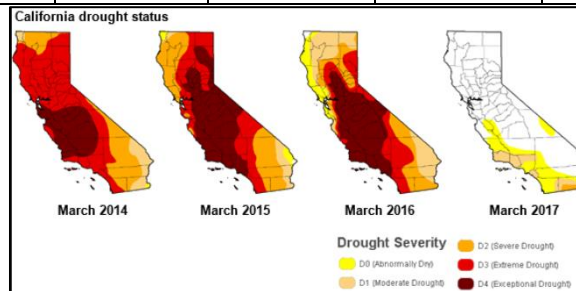 California drought status
March 2014
March 2015
March 2016
March 2017
Drought Severity
D0 (Abnormally Dry)
D1 (Moderate Drought)
D2 (Severe Drought)
D3 (Extreme Drought)
D4 (Exceptional Drought)